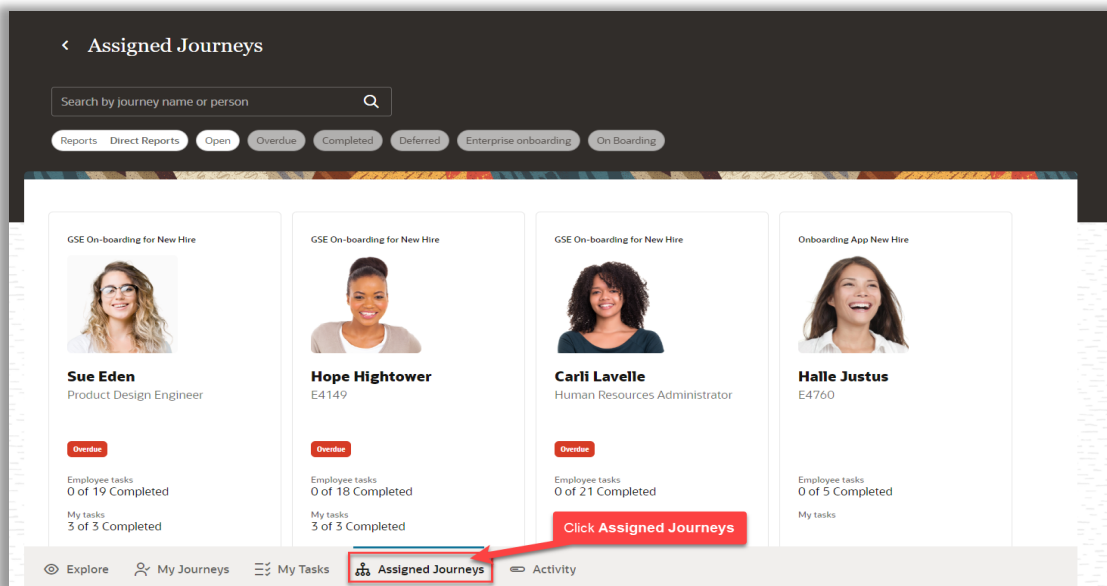 Assigned Journeys
Search by journey name or person
Reports Direct Reports Open Overdue Completed Deferred Enterprise onboarding On Boarding
GSE On-boarding for New Hire
Sue Eden
Product Design Engineer
Overdue
Employee tasks
0 of 19 Completed
My tasks
3 of 3 Completed
GSE On-boarding for New Hire
Hope Hightower
E4149
Overdue
Employee tasks
0 of 18 Completed
My tasks
3 of 3 Completed
GSE On-boarding for New Hire
Carli Lavelle
Human Resources Administrator
Overdue
Employee tasks
0 of 21 Completed
Onboarding App New Hire
Halle Justus
E4760
Employee tasks
0 of 5 Completed
My tasks
Click Assigned Journeys
Explore My Journeys My Tasks Assigned Journeys Activity